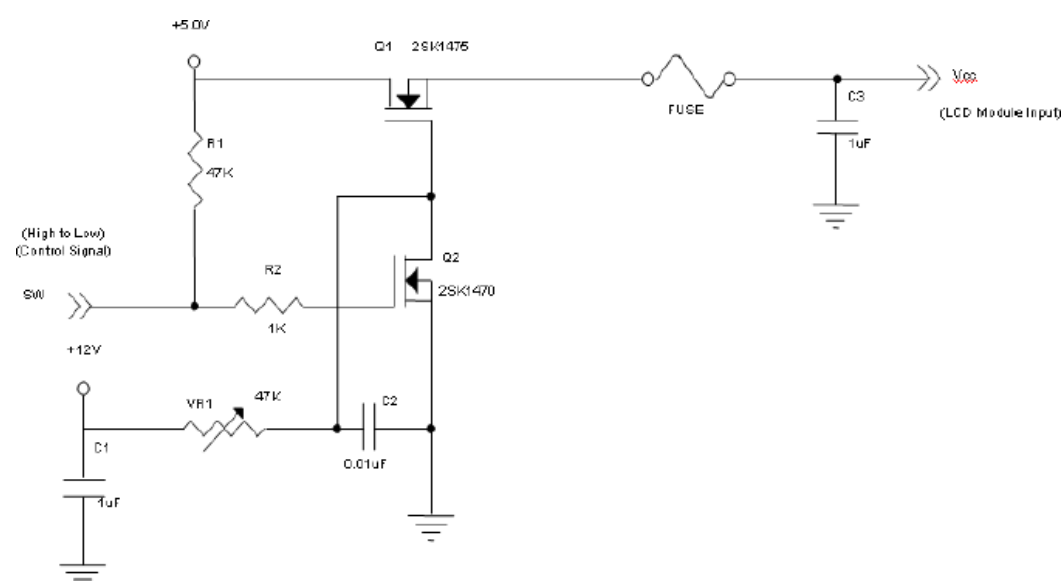 +5.0V
Q1 2SK1475
Vcc
FUSE
C3
(LCD Module Input)
R1
47K
1uF
(High to Low)
(Control Signal)
Q2
R2
SW
2SK1470
1K
+12V
VR1
47K
C2
C1
0.01uF
1uF